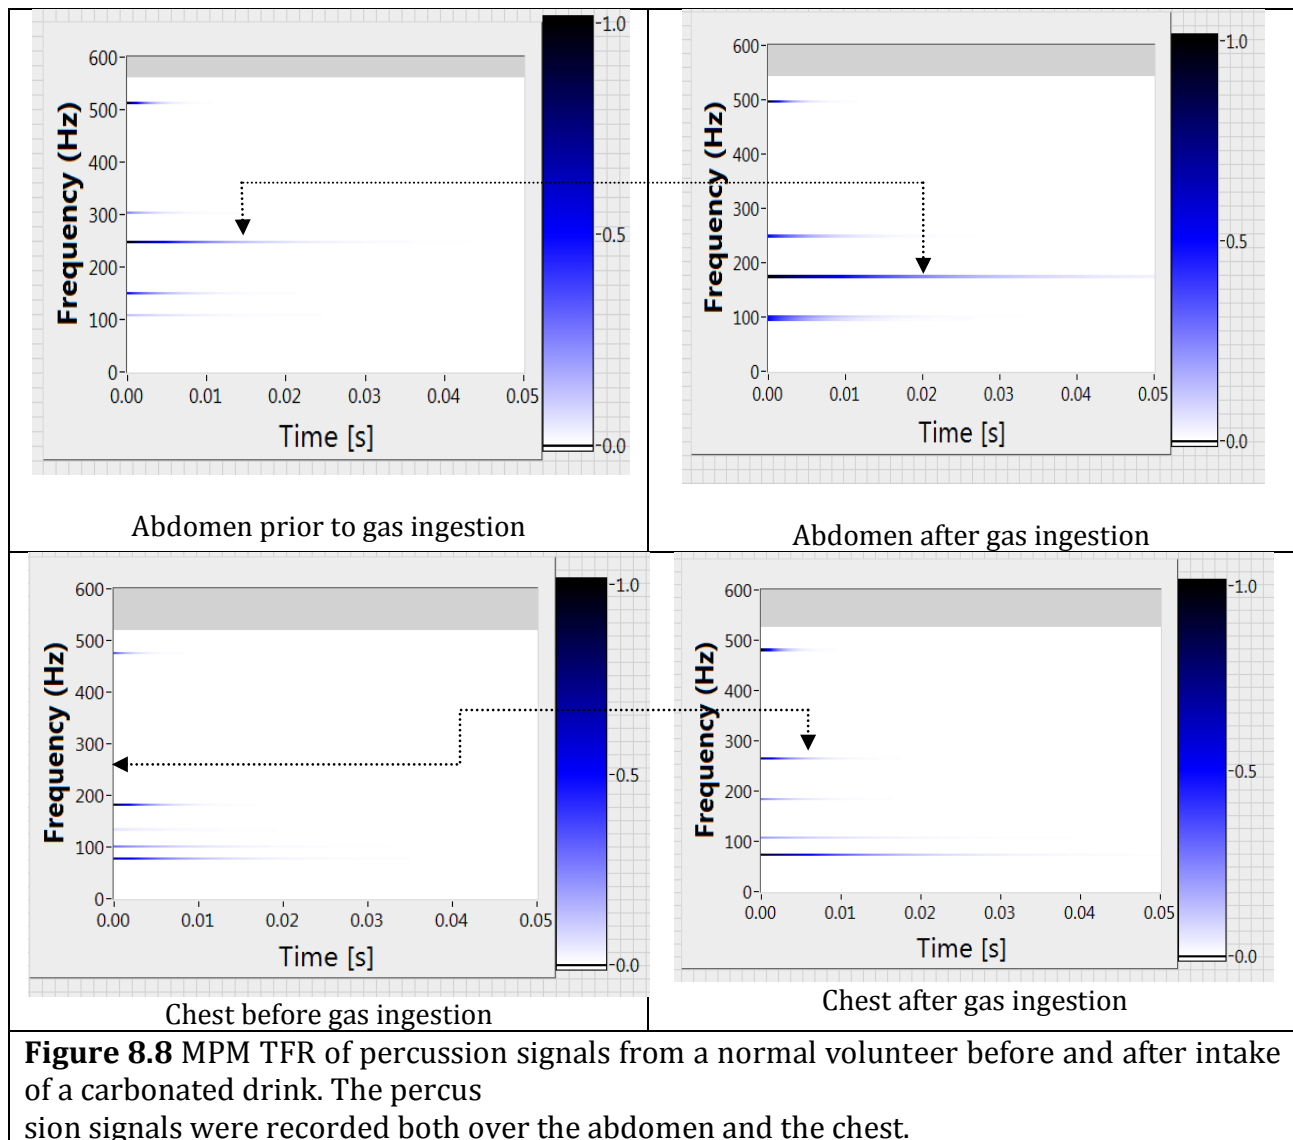 1.0
600
500
400
300
200
100
0
Frequency (Hz)
0.5
0.0
0.00 0.01 0.02 0.03 0.04 0.05
Time [s]
Abdomen prior to gas ingestion
1.0
600
500
400
300
200
100
0
Frequency (Hz)
0.5
0.0
0.00 0.01 0.02 0.03 0.04 0.05
Time [s]
Abdomen after gas ingestion
1.0
600
500
400
300
200
100
0
Frequency (Hz)
0.5
0.0
0.00 0.01 0.02 0.03 0.04 0.05
Time [s]
Chest before gas ingestion
1.0
600
500
400
300
200
100
0
Frequency (Hz)
0.5
0.0
0.00 0.01 0.02 0.03 0.04 0.05
Time [s]
Chest after gas ingestion
Figure 8.8 MPM TFR of percussion signals from a normal volunteer before and after intake
of a carbonated drink. The percus
sion signals were recorded both over the abdomen and the chest.